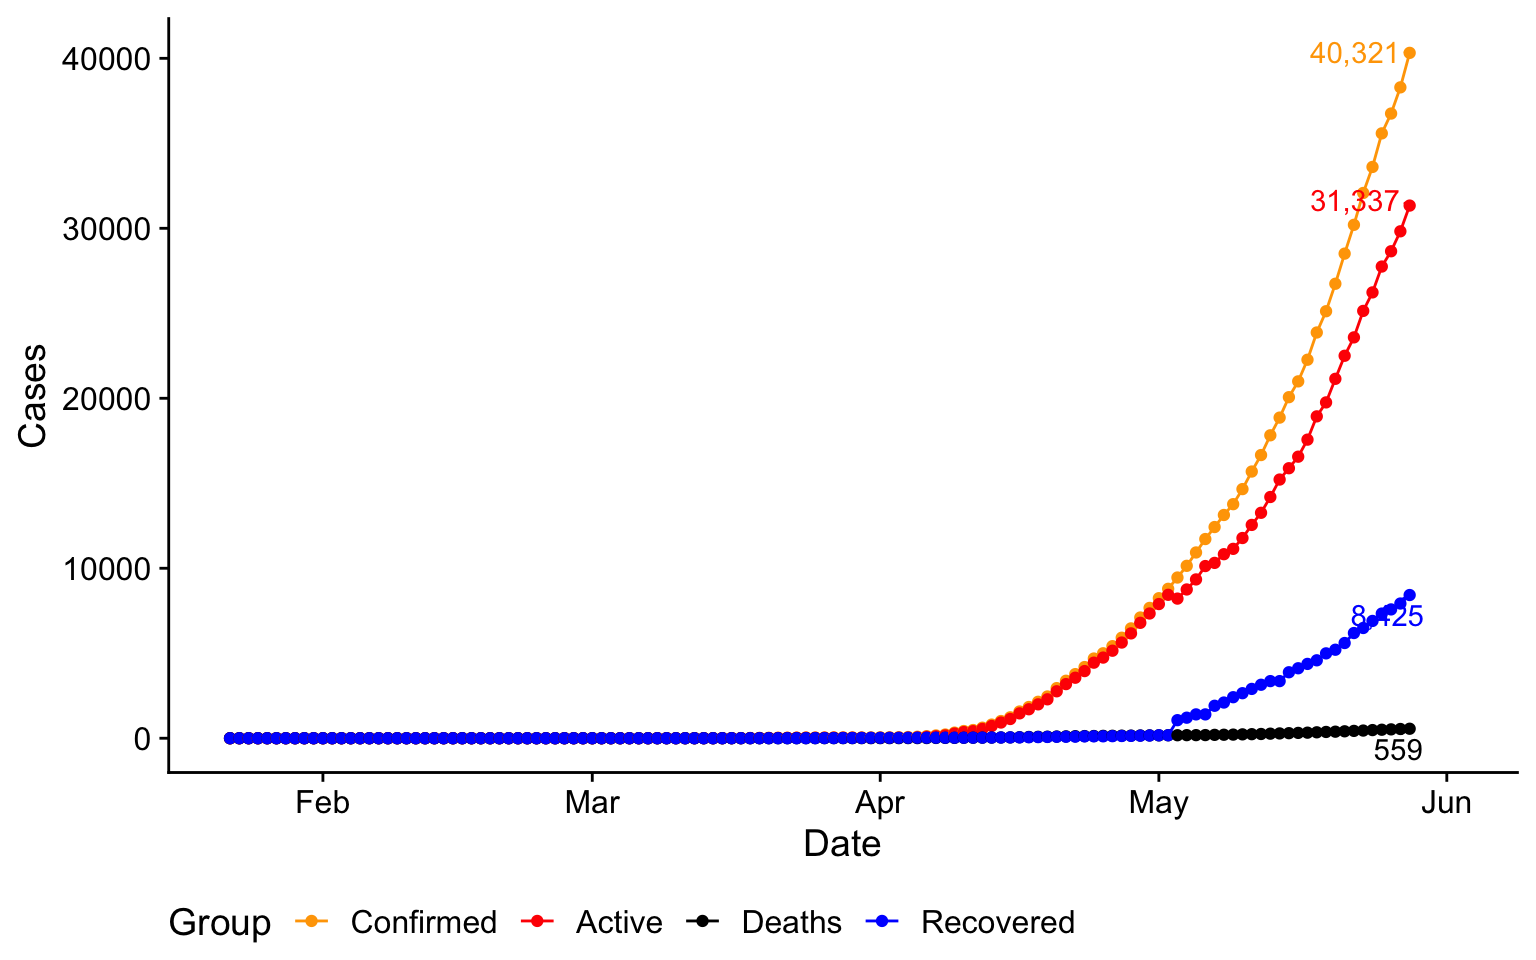 40,321
40000
31,337
30000
20000
10000
8,425
0
559
Cases
Feb Mar Apr May Jun
Date
Group Confirmed Active Deaths Recovered